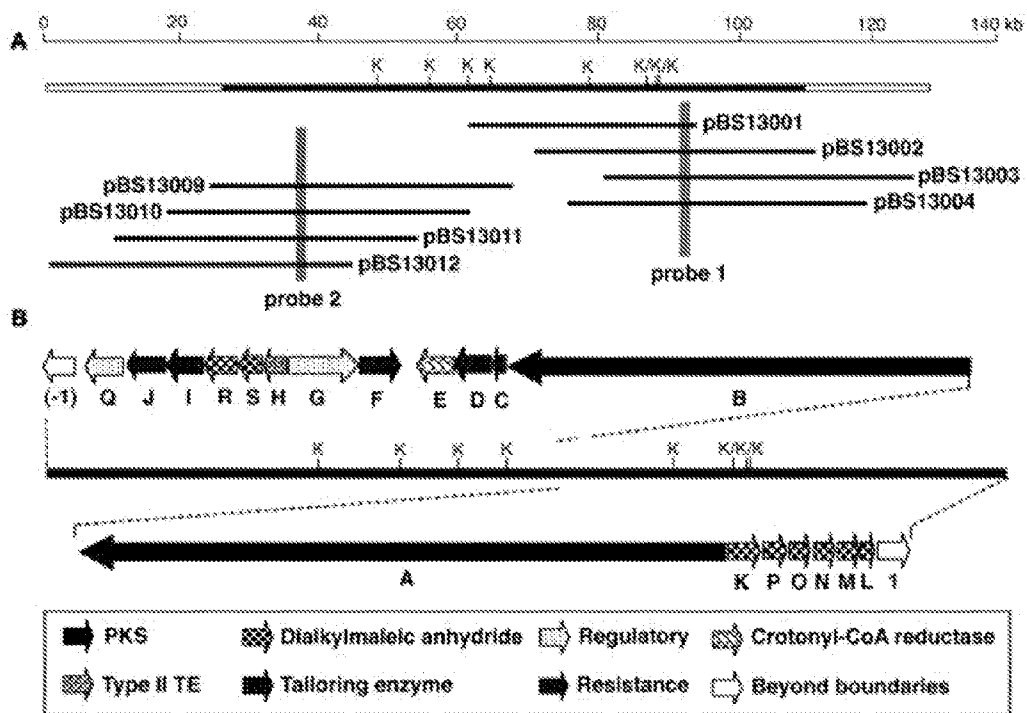 0 20 40 60 80 100 120 140 kb
A
K K K K K K/K/K
pBS13001
pBS13002
pBS13009 pBS13003
pBS13010 pBS13004
pBS13011
pBS13012 probe 1
probe 2
B
(-1) Q J I R S H G F E D C B
K K K K K K/K/K
A K P O N M L 1
PKS Dialkylmaleic anhydride Regulatory Crotonyl-CoA reductase
Type II TE Tailoring enzyme Resistance Beyond boundaries